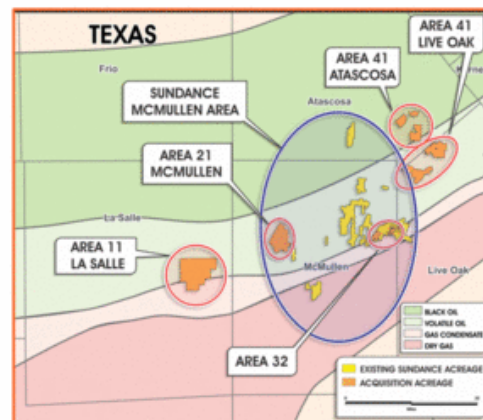 TEXAS
AREA 41
LIVE OAK
AREA 41
ATASCOSA
Frio
Atascosa
SUNDANCE
MCMULLEN AREA
AREA 21
MCMULLEN
La Salle
AREA 11
LA SALLE
McMullen
Live Oak
AREA 32
BLACK OIL
VOLATILE OIL
GAS CONDENSATE
DRY GAS
EXISTING SUNDANCE ACREAGE
ACQUISITION ACREAGE